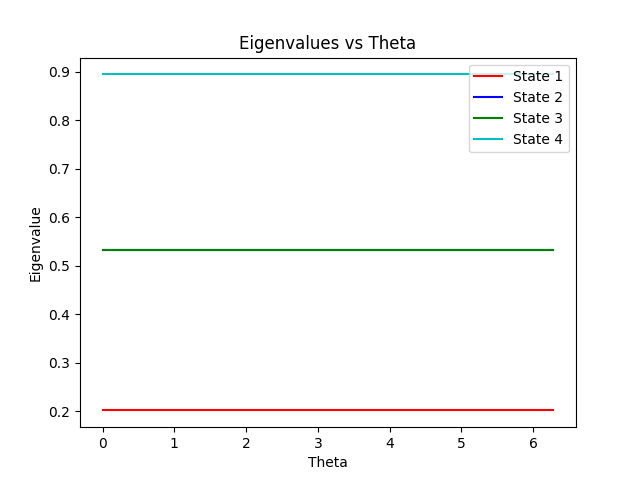 Eigenvalues vs Theta
State 1
State 2
State 3
State 4
Eigenvalue
0.9
0.8
0.7
0.6
0.5
0.4
0.3
0.2
0 1 2 3 4 5 6
Theta